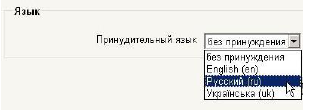 Язык
Принудительный язык без принуждения
без принуждения
English (en)
Русский (ru)
Українська (uk)